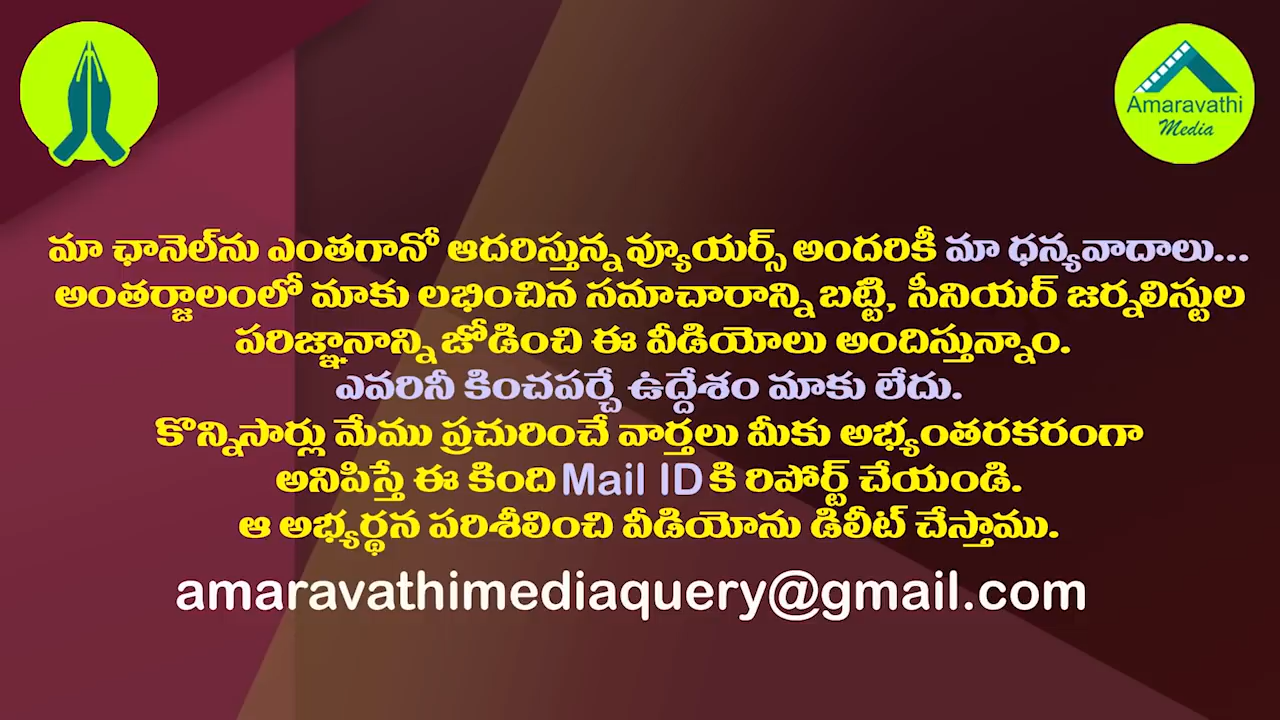 Amaravathi
Media
మా ఛానెల్‌ను ఎంతగానో ఆదరిస్తున్న వ్యూయర్స్ అందరికీ మా ధన్యవాదాలు...
అంతర్జాలంలో మాకు లభించిన సమాచారాన్ని బట్టి, సీనియర్ జర్నలిస్టుల
పరిజ్ఞానాన్ని జోడించి ఈ వీడియోలు అందిస్తున్నాం.
ఎవరినీ కించపర్చే ఉద్దేశం మాకు లేదు.
కొన్నిసార్లు మేము ప్రచురించే వార్తలు మీకు అభ్యంతరకరంగా
అనిపిస్తే ఈ కింది Mail ID కి రిపోర్ట్ చేయండి.
ఆ అభ్యర్థన పరిశీలించి వీడియోను డిలీట్ చేస్తాము.
amaravathimediaquery@gmail.com